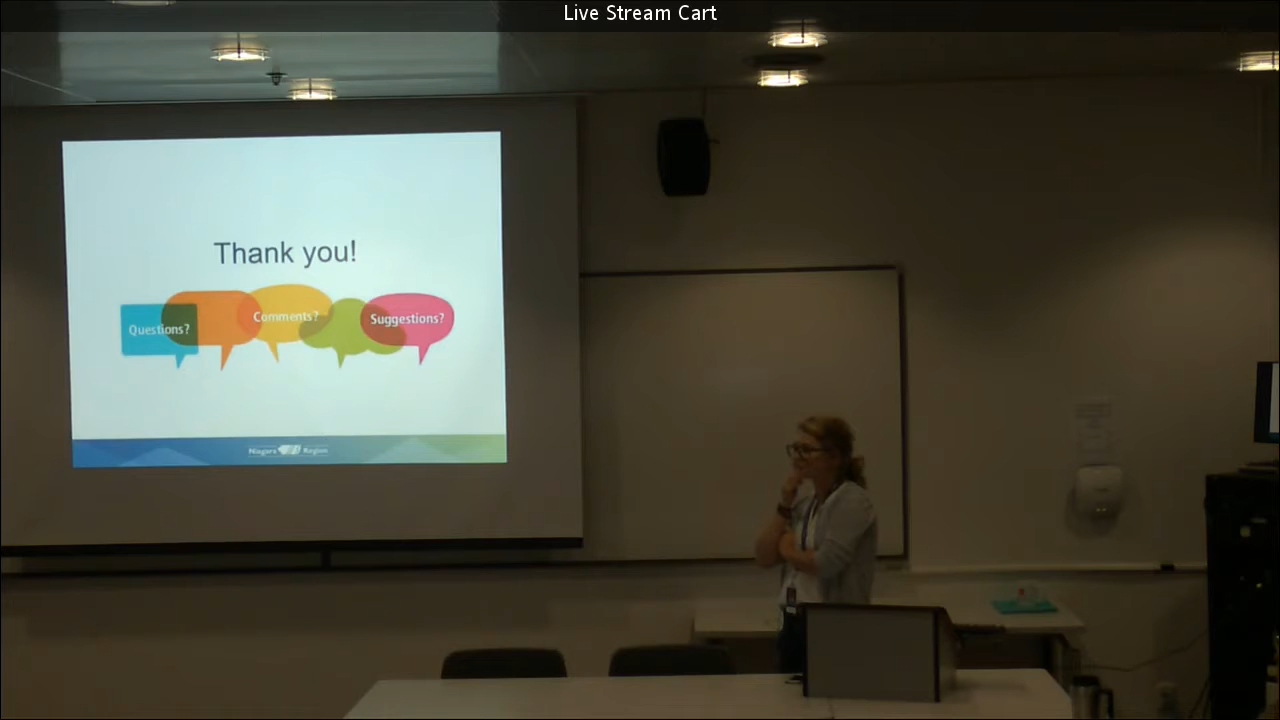 Live Stream Cart
Thank you!
Questions?
Comments?
Suggestions?
Niagara Region